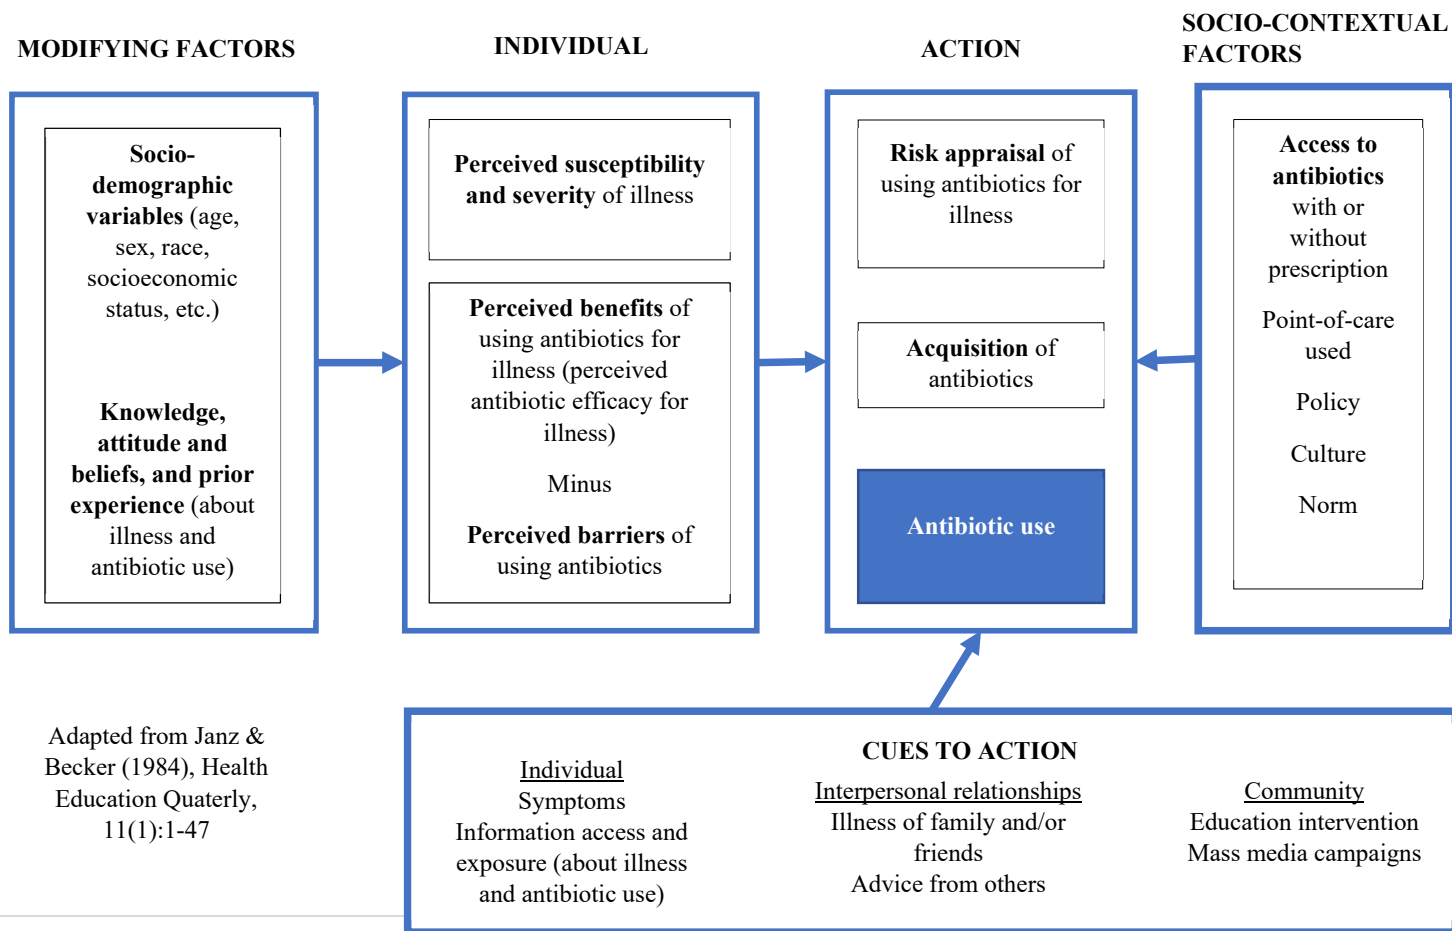 MODIFYING FACTORS
INDIVIDUAL
ACTION
SOCIO-CONTEXTUAL
FACTORS
Socio-
demographic
variables (age,
sex, race,
socioeconomic
status, etc.)
Knowledge,
attitude and
beliefs, and prior
experience (about
illness and
antibiotic use)
Perceived susceptibility
and severity of illness
Perceived benefits of
using antibiotics for
illness (perceived
antibiotic efficacy for
illness)
Minus
Perceived barriers of
using antibiotics
Risk appraisal of
using antibiotics for
illness
Acquisition of
antibiotics
Antibiotic use
Access to
antibiotics
with or
without
prescription
Point-of-care
used
Policy
Culture
Norm
Adapted from Janz &
Becker (1984), Health
Education Quaterly,
11(1):1-47
CUES TO ACTION
Individual
Symptoms
Information access and
exposure (about illness
and antibiotic use)
Interpersonal relationships
Illness of family and/or
friends
Advice from others
Community
Education intervention
Mass media campaigns